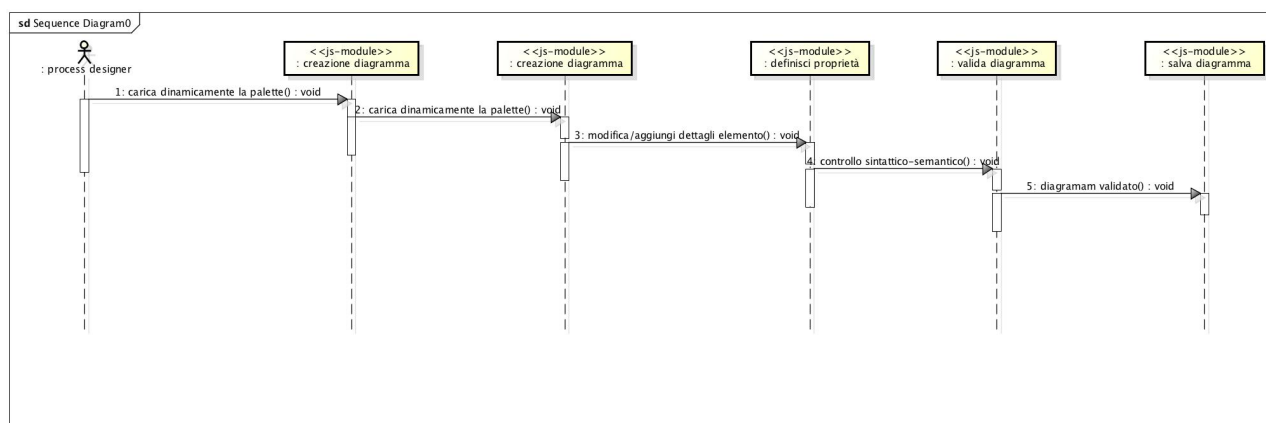 sd Sequence Diagram0
: process designer
<<js-module>>
: creazione diagramma
<<js-module>>
: creazione diagramma
<<js-module>>
: definisci proprietà
<<js-module>>
: valida diagramma
<<js-module>>
: salva diagramma
1: carica dinamicamente la palette() : void
2: carica dinamicamente la palette() : void
3: modifica/aggiungi dettagli elemento() : void
4: controllo sintattico-semantico() : void
5: diagramam validato() : void